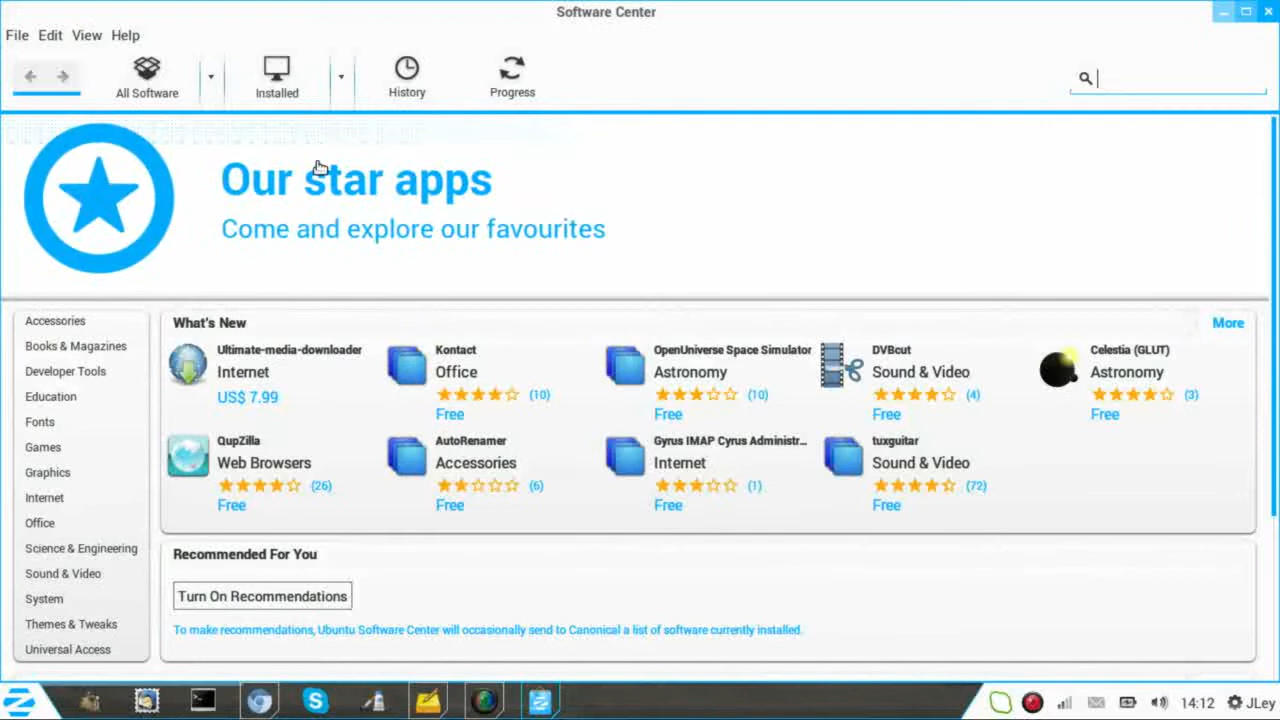 Software Center
File Edit View Help
All Software Installed History Progress
Our star apps
Come and explore our favourites
Accessories
Books & Magazines
Developer Tools
Education
Fonts
Games
Graphics
Internet
Office
Science & Engineering
Sound & Video
System
Themes & Tweaks
Universal Access
What's New
More
Ultimate-media-downloader
Internet
US$ 7.99
Kontact
Office
(10)
Free
OpenUniverse Space Simulator
Astronomy
(10)
Free
DVBcut
Sound & Video
(4)
Free
Celestia (GLUT)
Astronomy
(3)
Free
QupZilla
Web Browsers
(26)
Free
AutoRenamer
Accessories
(6)
Free
Gyrus IMAP Cyrus Administr...
Internet
(1)
Free
tuxguitar
Sound & Video
(72)
Free
Recommended For You
Turn On Recommendations
To make recommendations, Ubuntu Software Center will occasionally send to Canonical a list of software currently installed.
14:12 JLey